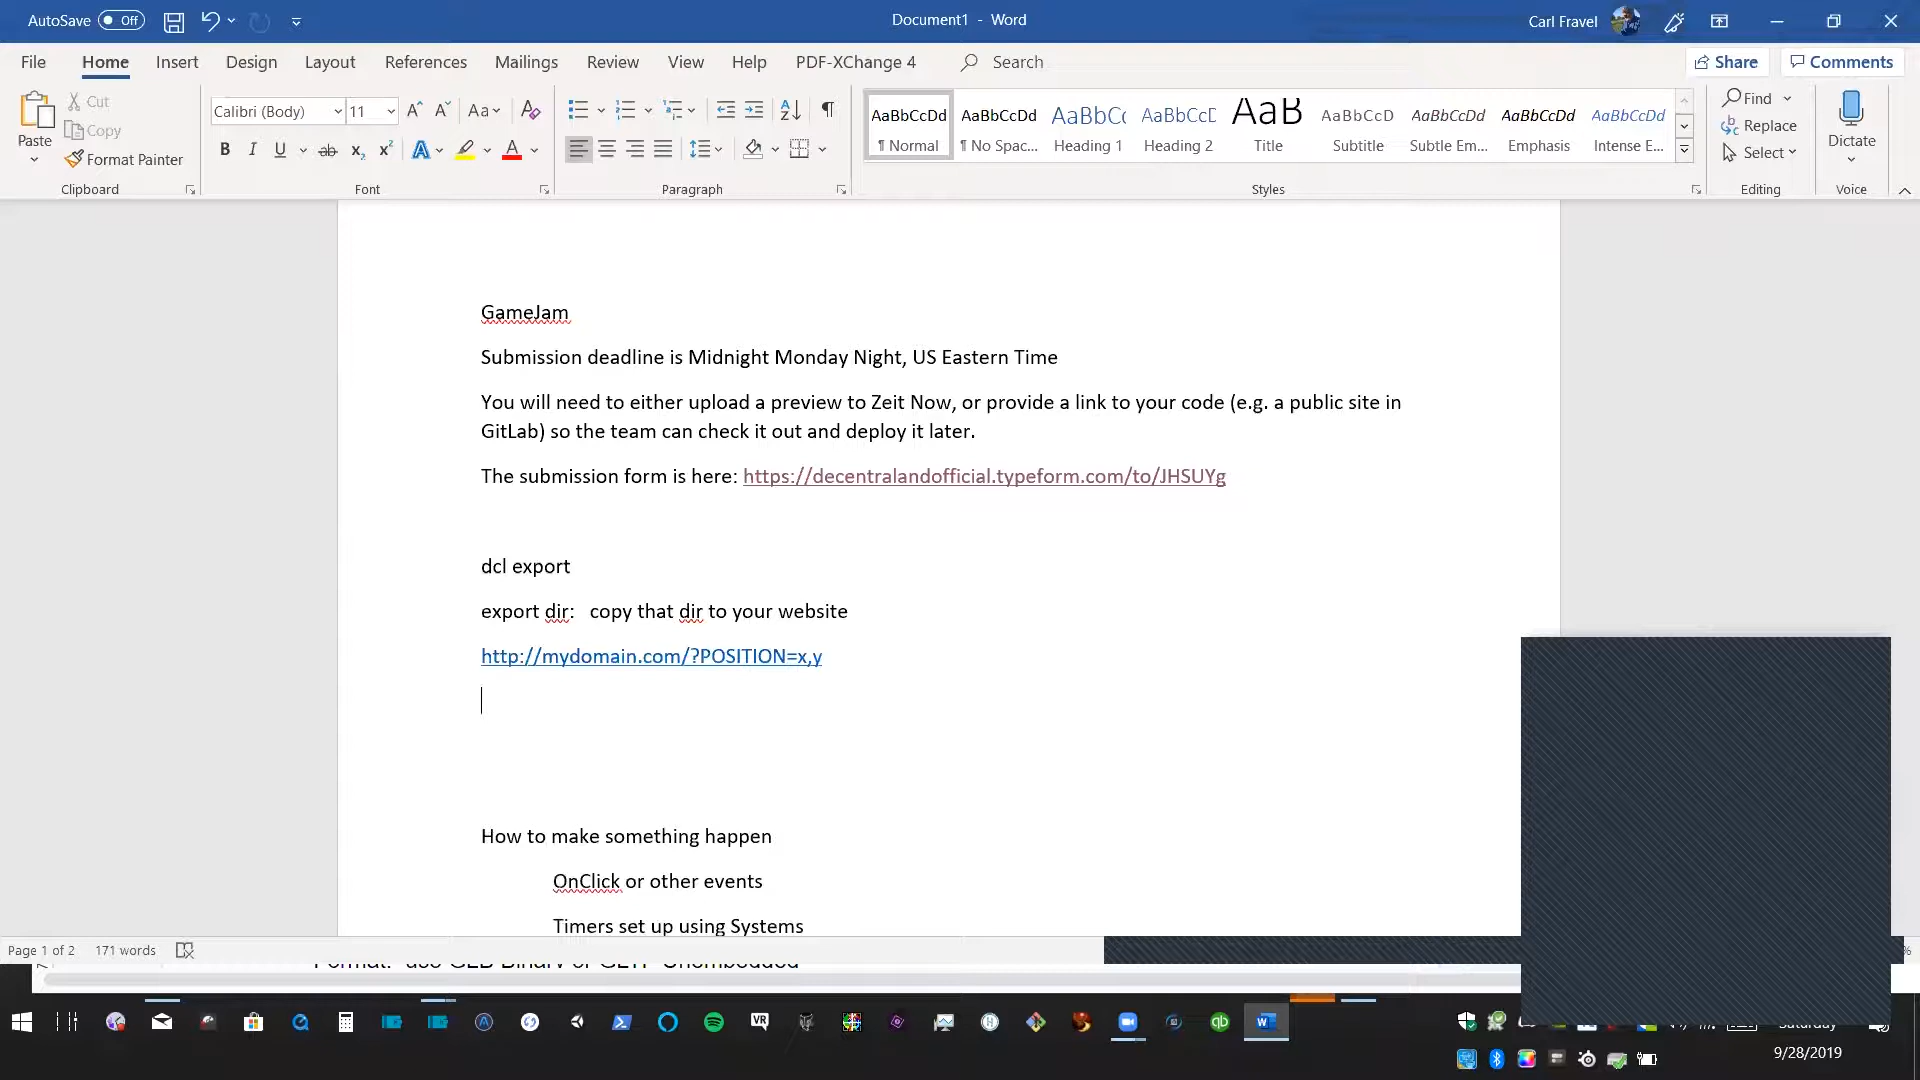 AutoSave Off Document1 - Word Carl Fravel
File Home Insert Design Layout References Mailings Review View Help PDF-XChange 4 Search Share Comments
Paste Cut Copy Format Painter
Clipboard
Calibri (Body) 11
Font
Paragraph
AaBbCcDd AaBbCcDd AaBbCc AaBbCcD AaB AaBbCcD AaBbCcDd AaBbCcDd AaBbCcDd
¶ Normal ¶ No Spac... Heading 1 Heading 2 Title Subtitle Subtle Em... Emphasis Intense E...
Styles
Find
Replace
Select
Editing
Dictate
Voice
GameJam
Submission deadline is Midnight Monday Night, US Eastern Time
You will need to either upload a preview to Zeit Now, or provide a link to your code (e.g. a public site in
GitLab) so the team can check it out and deploy it later.
The submission form is here: https://decentralandofficial.typeform.com/to/JHSUYg
dcl export
export dir: copy that dir to your website
http://mydomain.com/?POSITION=x,y
How to make something happen
OnClick or other events
Timers set up using Systems
Page 1 of 2 171 words
%
VR
qb
Saturday
9/28/2019